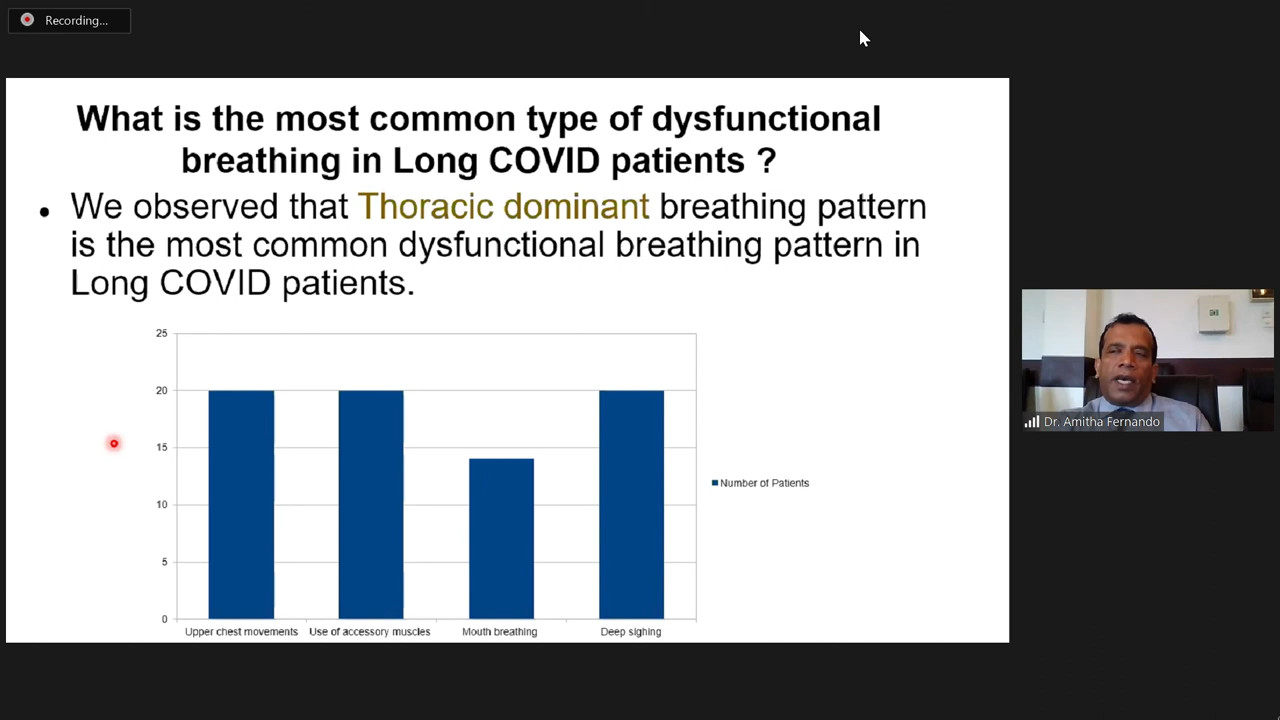 Recording...
What is the most common type of dysfunctional
breathing in Long COVID patients ?
• We observed that Thoracic dominant breathing pattern
is the most common dysfunctional breathing pattern in
Long COVID patients.
25
20
15
10
5
0
Upper chest movements Use of accessory muscles Mouth breathing Deep sighing
Number of Patients
Dr. Amitha Fernando